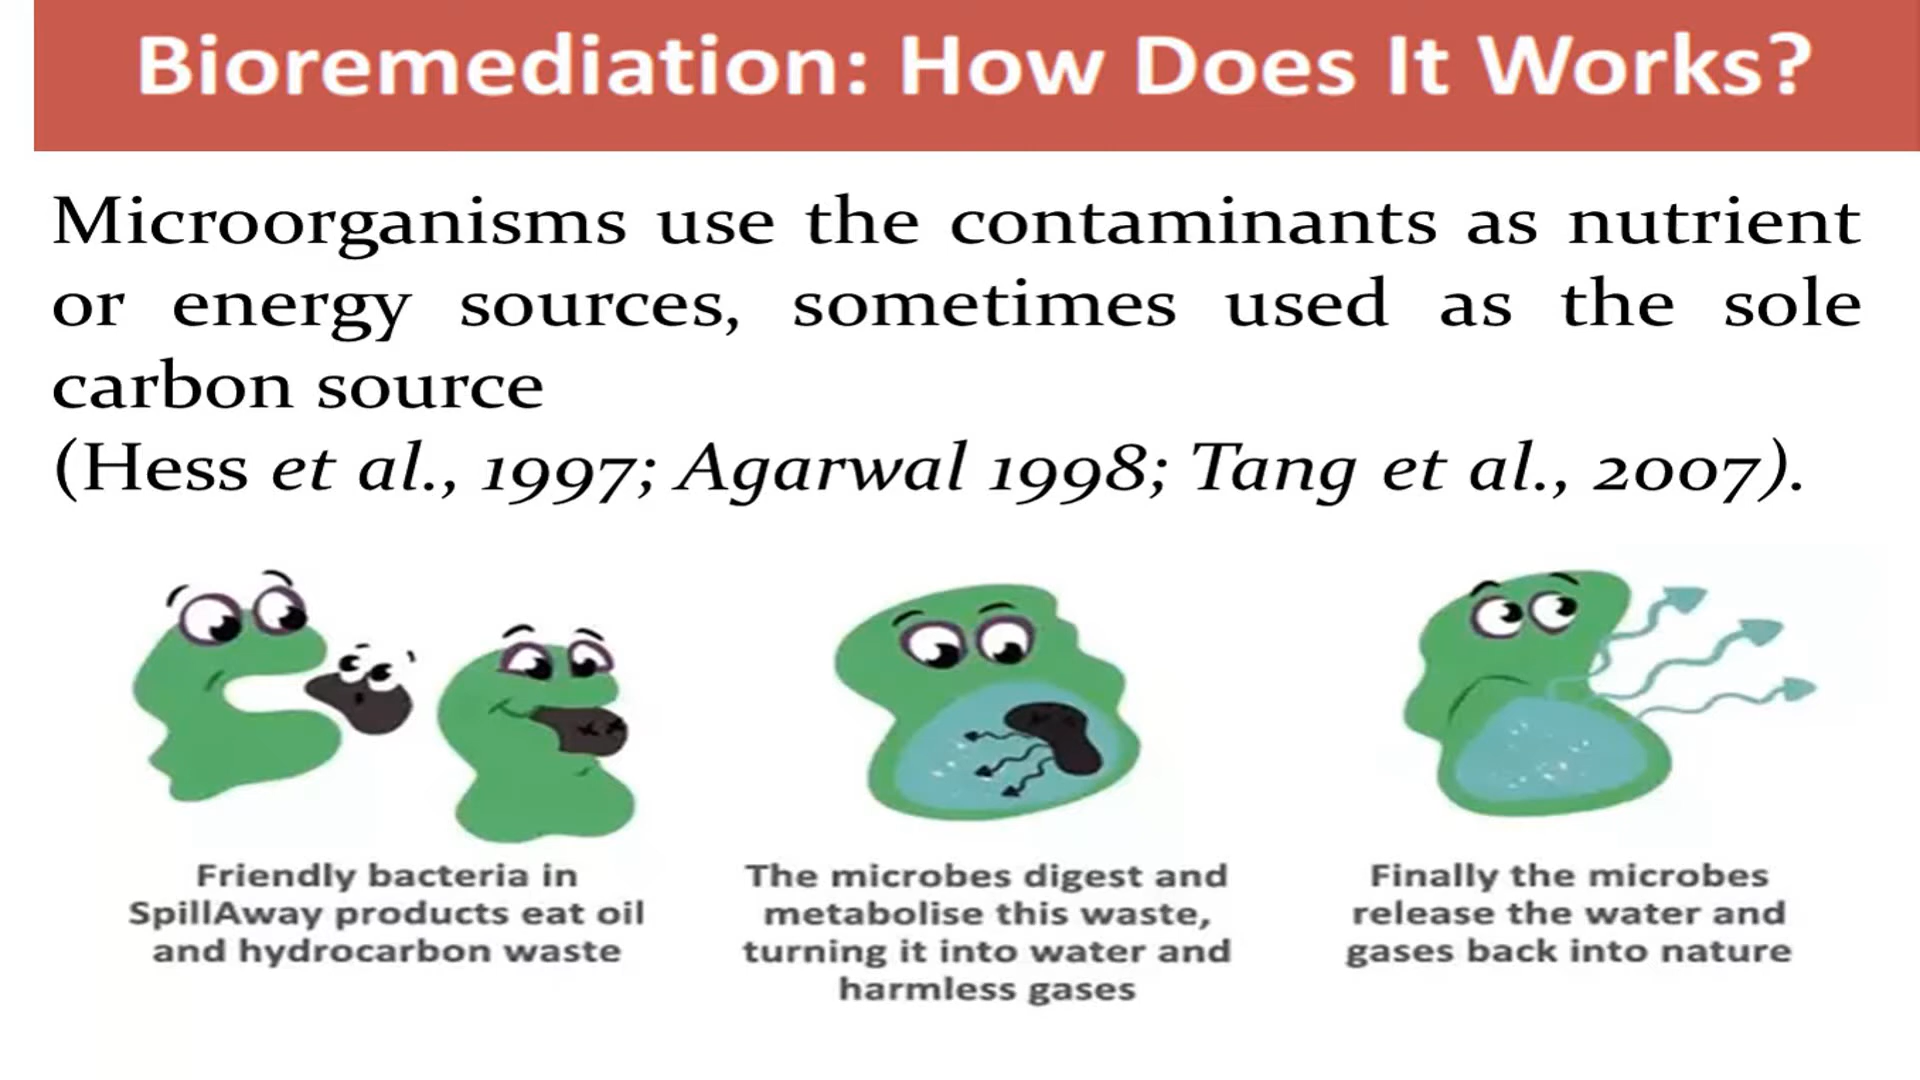 Bioremediation: How Does It Works?
Microorganisms use the contaminants as nutrient
or energy sources, sometimes used as the sole
carbon source
(Hess et al., 1997; Agarwal 1998; Tang et al., 2007).
Friendly bacteria in
SpillAway products eat oil
and hydrocarbon waste
The microbes digest and
metabolise this waste,
turning it into water and
harmless gases
Finally the microbes
release the water and
gases back into nature